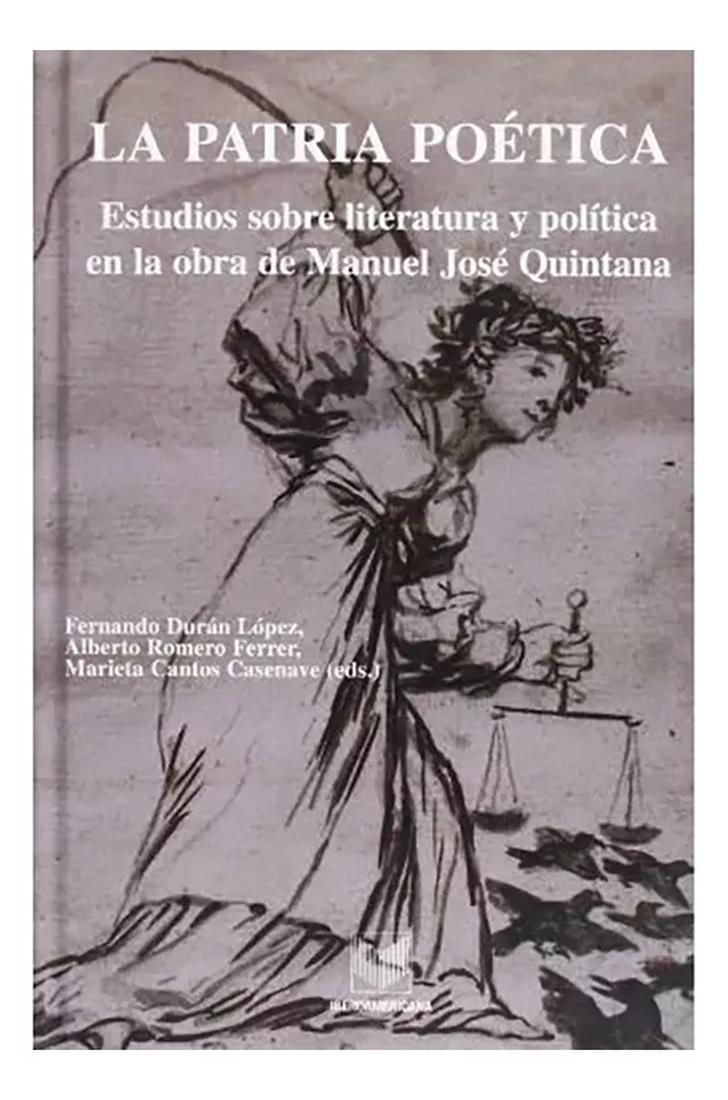 LA PATRIA POÉTICA
Estudios sobre literatura y política
en la obra de Manuel José Quintana
Fernando Durán López,
Alberto Romero Ferrer,
Marieta Cantos Casenave (eds.)
IBEROAMERICANA